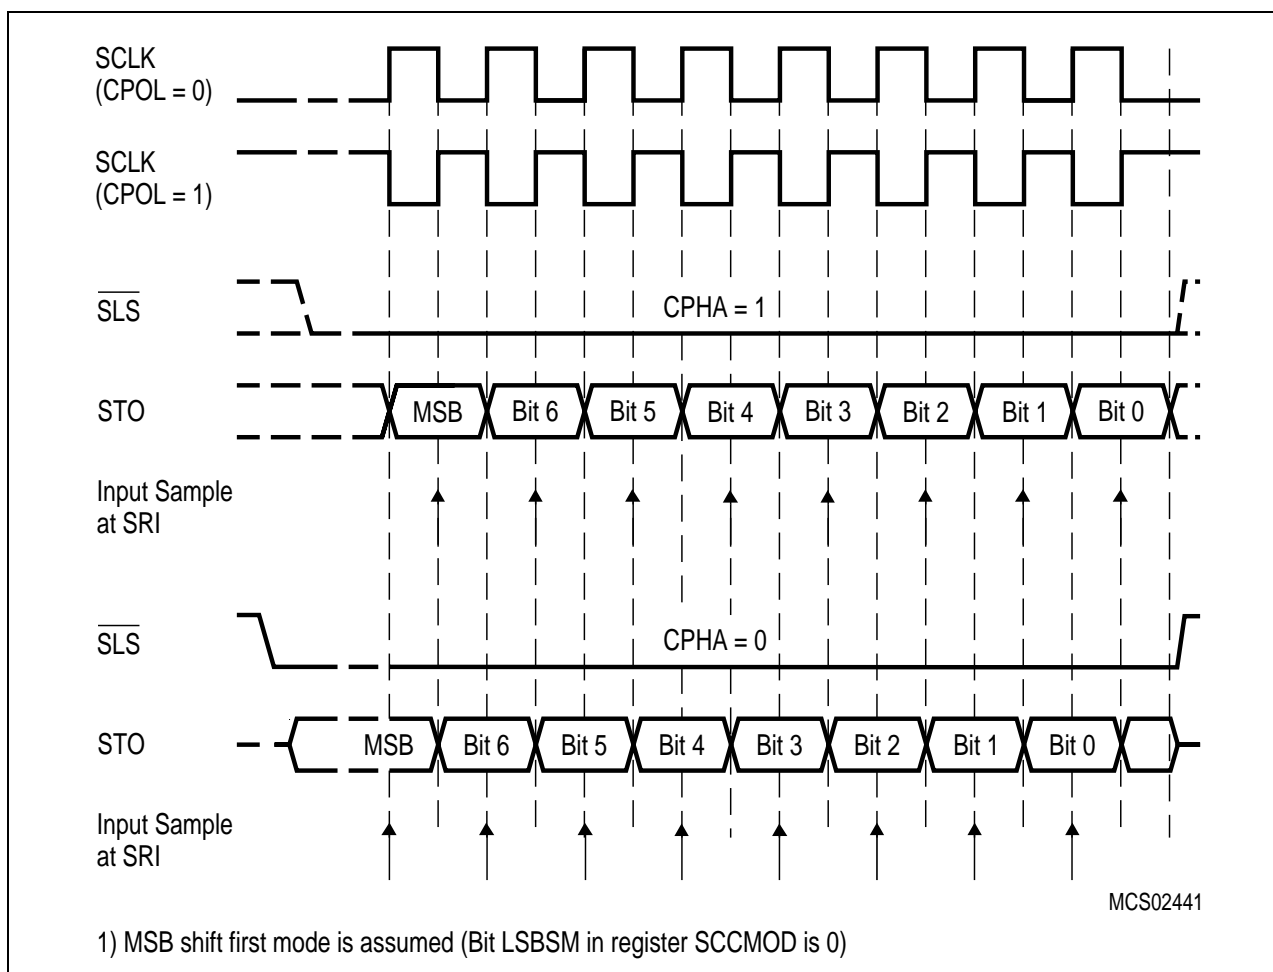 SCLK
(CPOL = 0)
SCLK
(CPOL = 1)
SLS
CPHA = 1
STO
MSB Bit 6 Bit 5 Bit 4 Bit 3 Bit 2 Bit 1 Bit 0
Input Sample
at SRI
SLS
CPHA = 0
STO
MSB Bit 6 Bit 5 Bit 4 Bit 3 Bit 2 Bit 1 Bit 0
Input Sample
at SRI
MCS02441
1) MSB shift first mode is assumed (Bit LSBSM in register SCCMOD is 0)